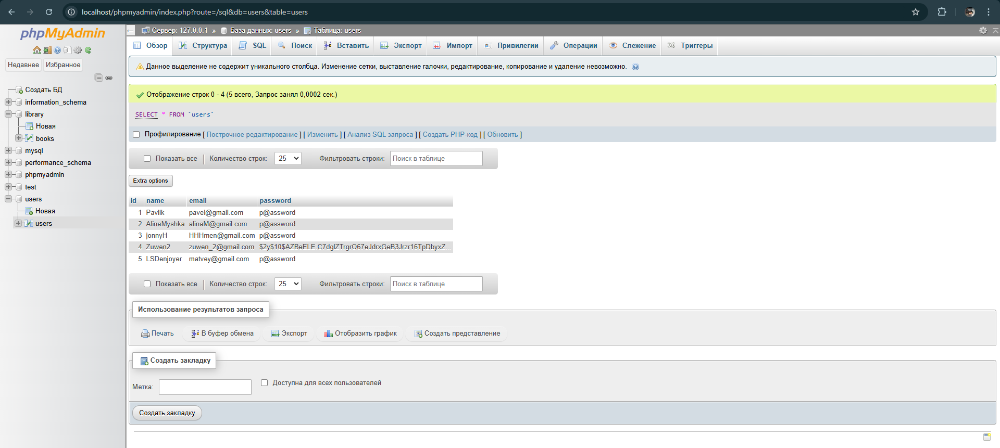 localhost/phpmyadmin/index.php?route=/sql&db=users&table=users
phpMyAdmin
Недавнее Избранное
Создать БД
information_schema
library
Новая
books
mysql
performance_schema
phpmyadmin
test
users
Новая
users
Сервер: 127.0.0.1 » База данных: users » Таблица: users
Обзор Структура SQL Поиск Вставить Экспорт Импорт Привилегии Операции Слежение Триггеры
Данное выделение не содержит уникального столбца. Изменение сетки, выставление галочки, редактирование, копирование и удаление невозможно.
Отображение строк 0 - 4 (5 всего, Запрос занял 0,0002 сек.)
SELECT * FROM `users`
Профилирование [ Построчное редактирование ] [ Изменить ] [ Анализ SQL запроса ] [ Создать PHP-код ] [ Обновить ]
Показать все Количество строк: 25 Фильтровать строки: Поиск в таблице
Extra options
id name email password
1 Pavlik pavel@gmail.com p@assword
2 AlinaMyshka alinaM@gmail.com p@assword
3 jonnyH HHHmen@gmail.com p@assword
4 Zuwen2 zuwen_2@gmail.com $2y$10$AZBeELE.C7dglZTrgrO67eJdrxGeB3Jrzr16TpDbyxZ...
5 LSDenjoyer matvey@gmail.com p@assword
Показать все Количество строк: 25 Фильтровать строки: Поиск в таблице
Использование результатов запроса
Печать В буфер обмена Экспорт Отобразить график Создать представление
Создать закладку
Метка: Доступна для всех пользователей
Создать закладку